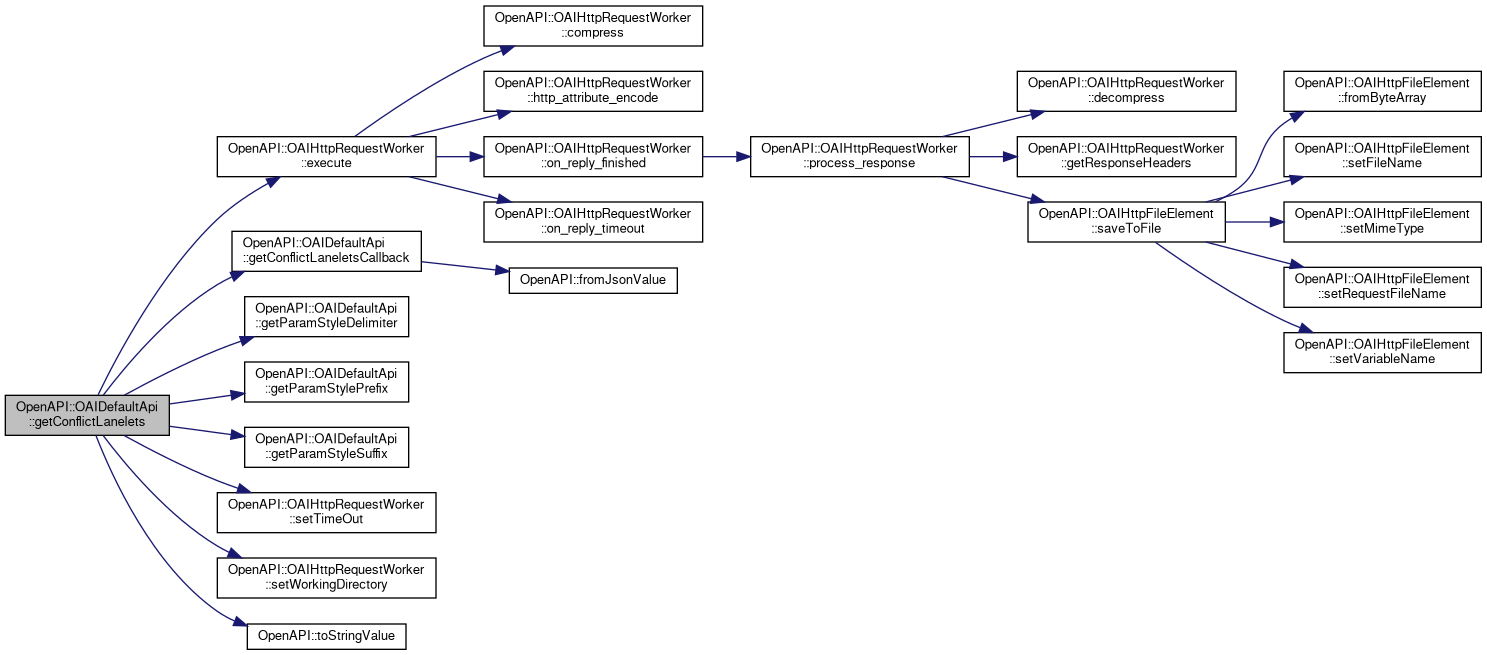 OpenAPI::OAIHttpRequestWorker
::compress
OpenAPI::OAIHttpRequestWorker
::http_attribute_encode
OpenAPI::OAIHttpRequestWorker
::decompress
OpenAPI::OAIHttpFileElement
::fromByteArray
OpenAPI::OAIHttpRequestWorker
::execute
OpenAPI::OAIHttpRequestWorker
::on_reply_finished
OpenAPI::OAIHttpRequestWorker
::process_response
OpenAPI::OAIHttpRequestWorker
::getResponseHeaders
OpenAPI::OAIHttpFileElement
::setFileName
OpenAPI::OAIHttpRequestWorker
::on_reply_timeout
OpenAPI::OAIHttpFileElement
::saveToFile
OpenAPI::OAIHttpFileElement
::setMimeType
OpenAPI::OAIDefaultApi
::getConflictLaneletsCallback
OpenAPI::fromJsonValue
OpenAPI::OAIHttpFileElement
::setRequestFileName
OpenAPI::OAIDefaultApi
::getParamStyleDelimiter
OpenAPI::OAIHttpFileElement
::setVariableName
OpenAPI::OAIDefaultApi
::getParamStylePrefix
OpenAPI::OAIDefaultApi
::getConflictLanelets
OpenAPI::OAIDefaultApi
::getParamStyleSuffix
OpenAPI::OAIHttpRequestWorker
::setTimeOut
OpenAPI::OAIHttpRequestWorker
::setWorkingDirectory
OpenAPI::toStringValue